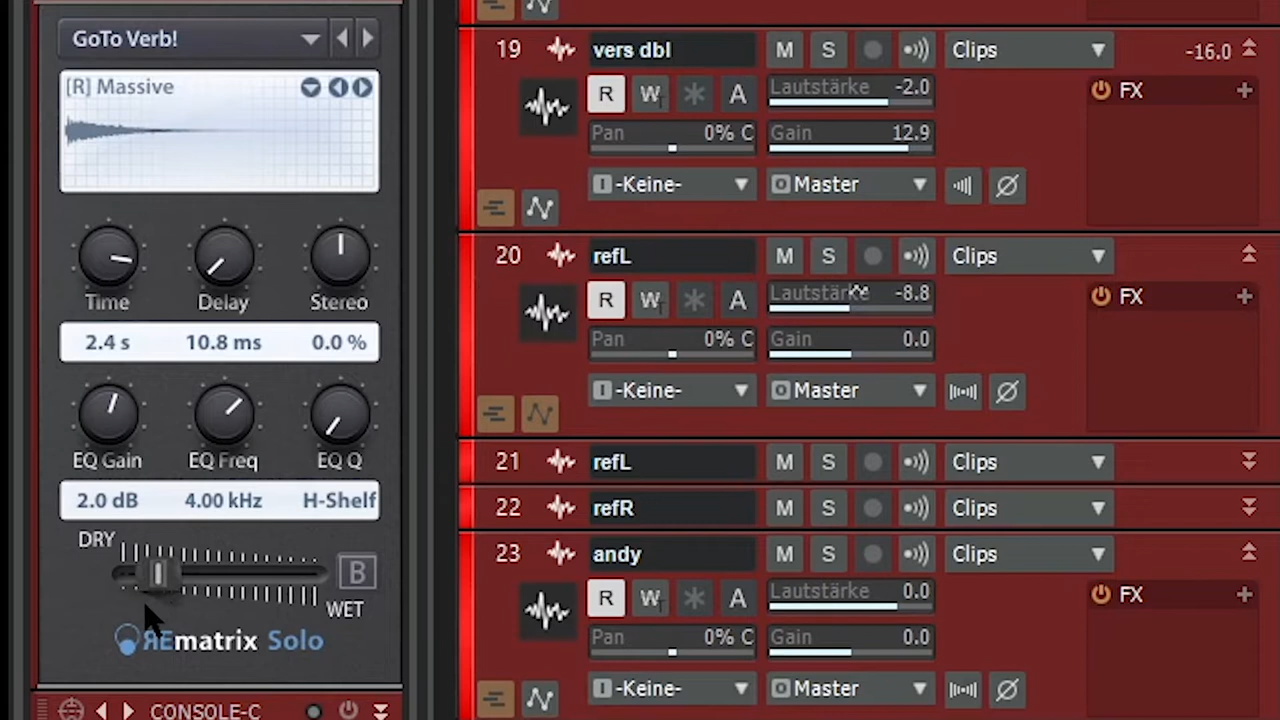 GoTo Verb!
[R] Massive
Time Delay Stereo
2.4 s 10.8 ms 0.0 %
EQ Gain EQ Freq EQ Q
2.0 dB 4.00 kHz H-Shelf
DRY
B
WET
REmatrix Solo
CONSOLE-C
19 vers dbl M S Clips -16.0
R W A Lautstärke -2.0 FX +
Pan 0% C Gain 12.9
I -Keine- O Master
20 refL M S Clips
R W A Lautstärke -8.8 FX +
Pan 0% C Gain 0.0
I -Keine- O Master
21 refL M S Clips
22 refR M S Clips
23 andy M S Clips
R W A Lautstärke 0.0 FX +
Pan 0% C Gain 0.0
I -Keine- O Master